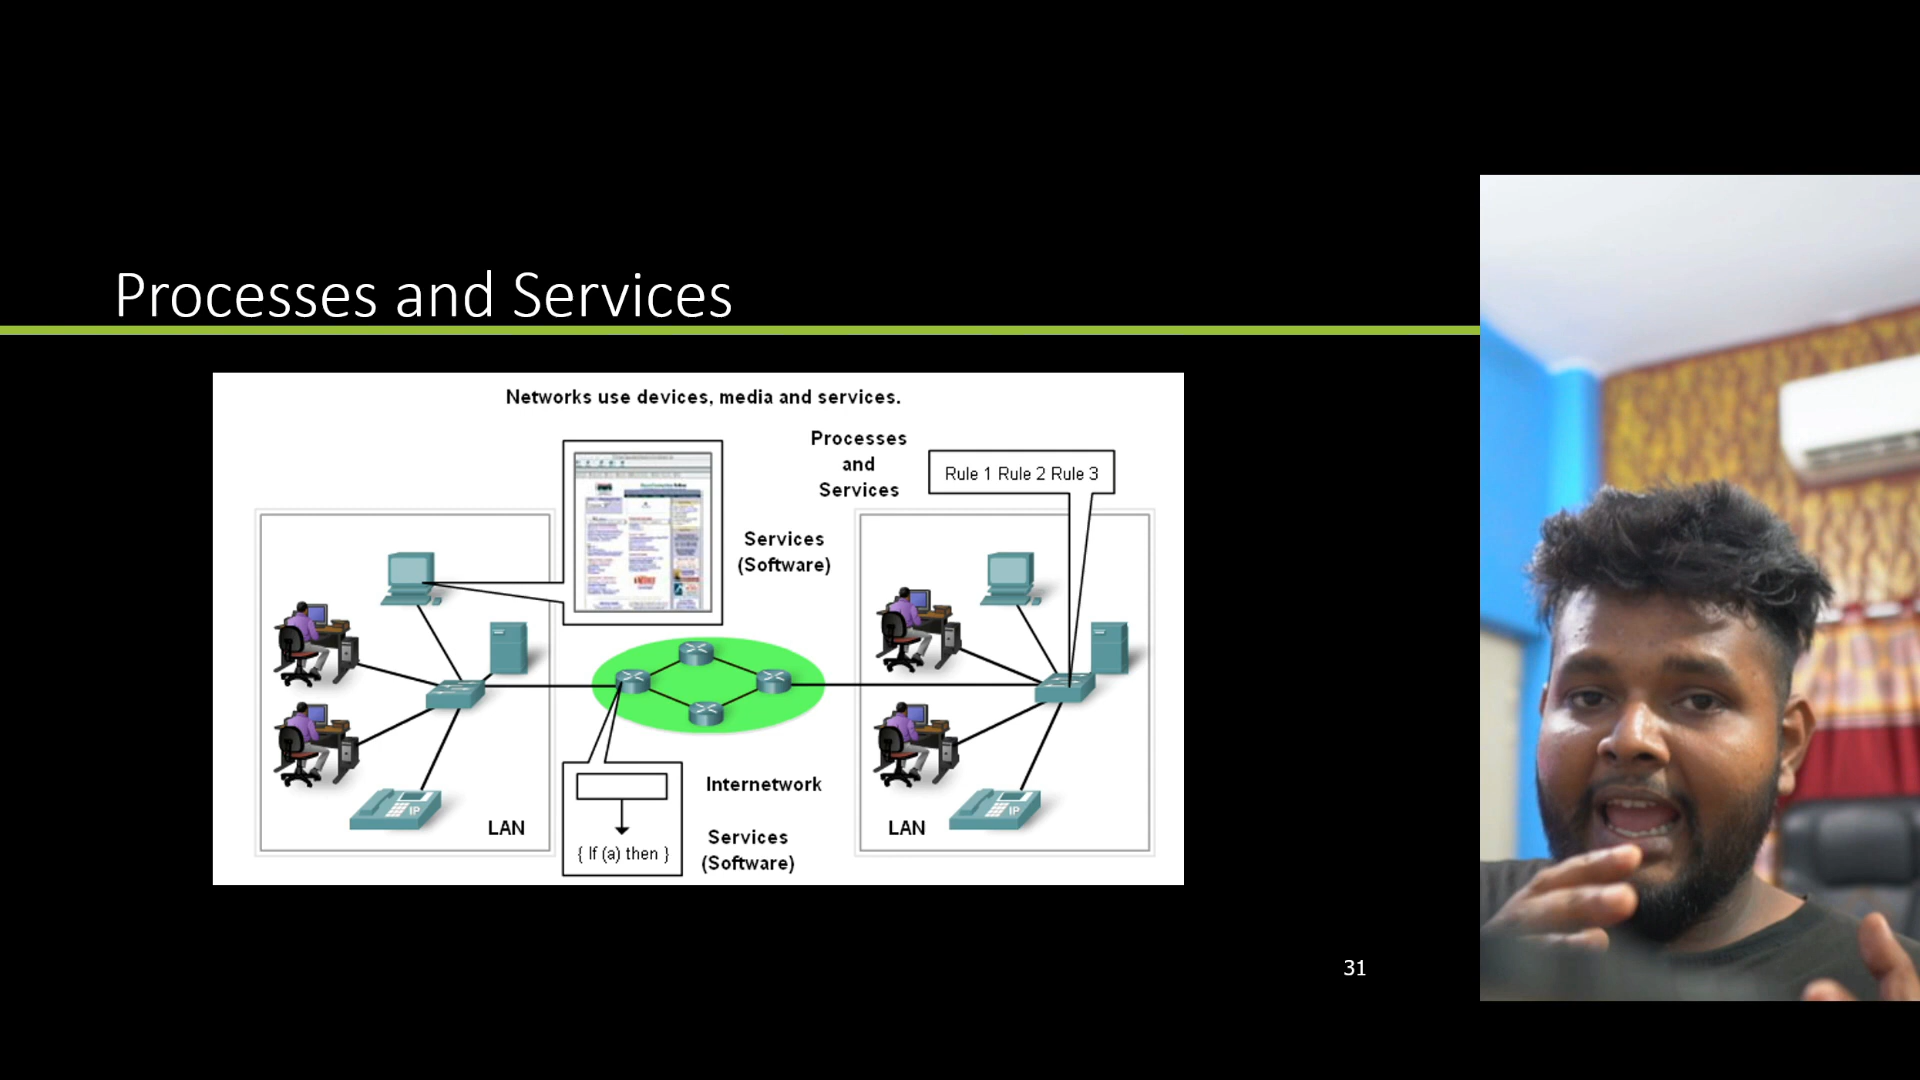 Processes and Services
Networks use devices, media and services.
Processes
and
Services
Rule 1 Rule 2 Rule 3
Services
(Software)
IP
LAN
Internetwork
{ If (a) then }
Services
(Software)
IP
LAN
31